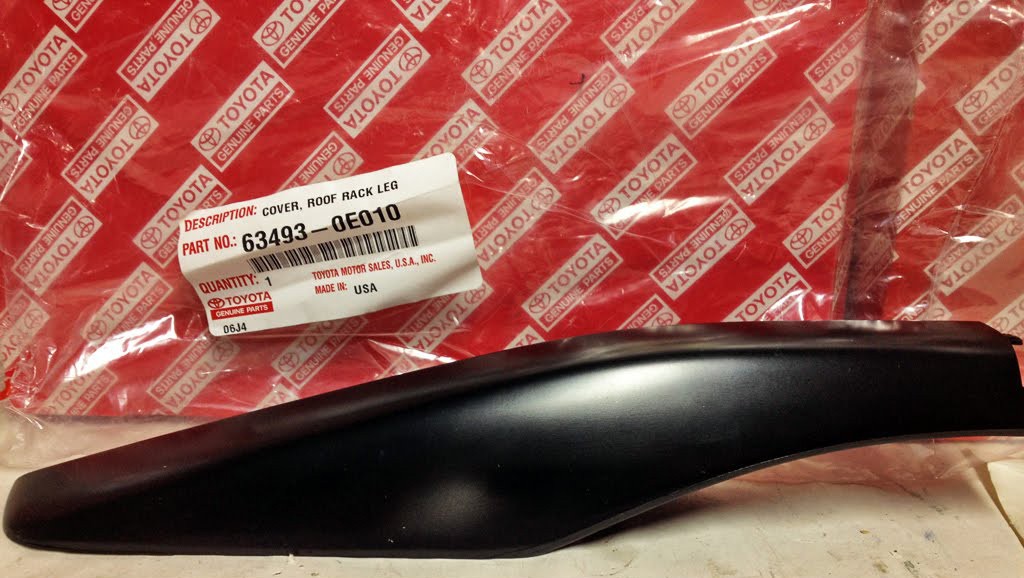 DESCRIPTION: COVER, ROOF RACK LEG
PART NO.: 63493-0E010
QUANTITY: 1
TOYOTA MOTOR SALES, U.S.A., INC.
MADE IN: USA
TOYOTA
GENUINE PARTS
06J4
TOYOTA
GENUINE PARTS